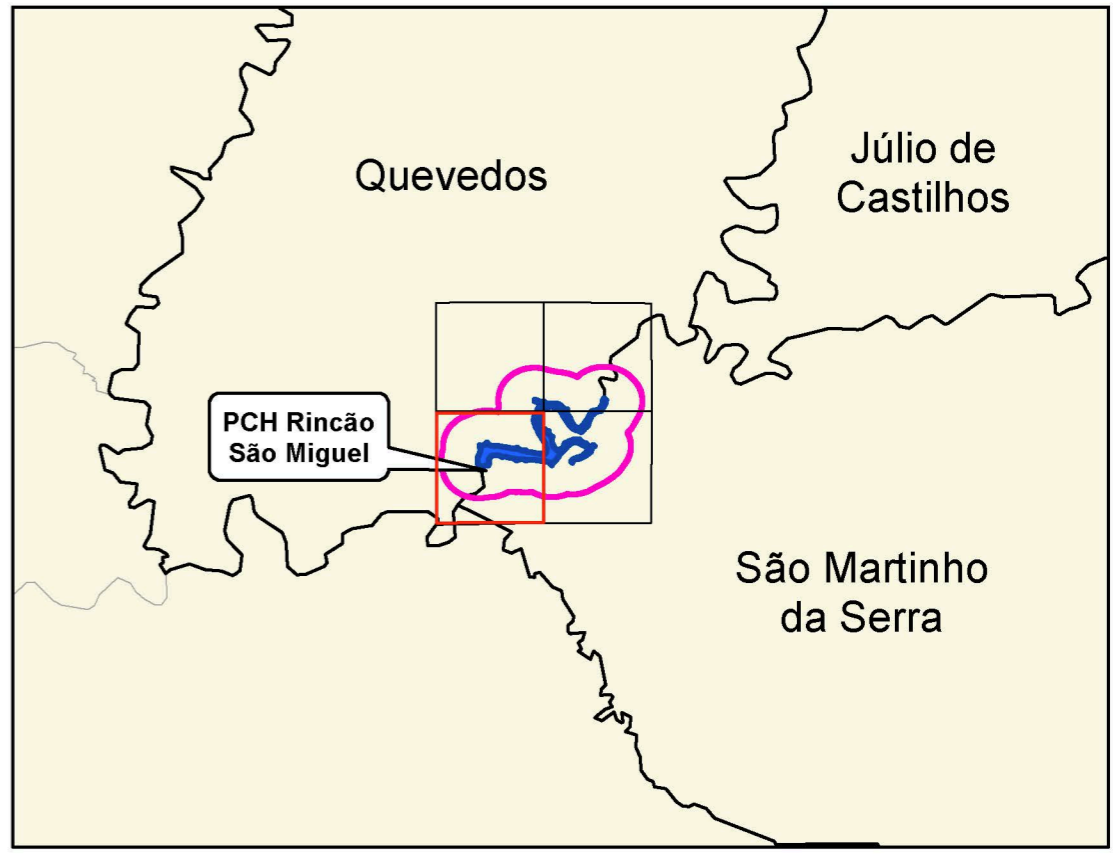 Quevedos
Júlio de
Castilhos
PCH Rincão
São Miguel
São Martinho
da Serra